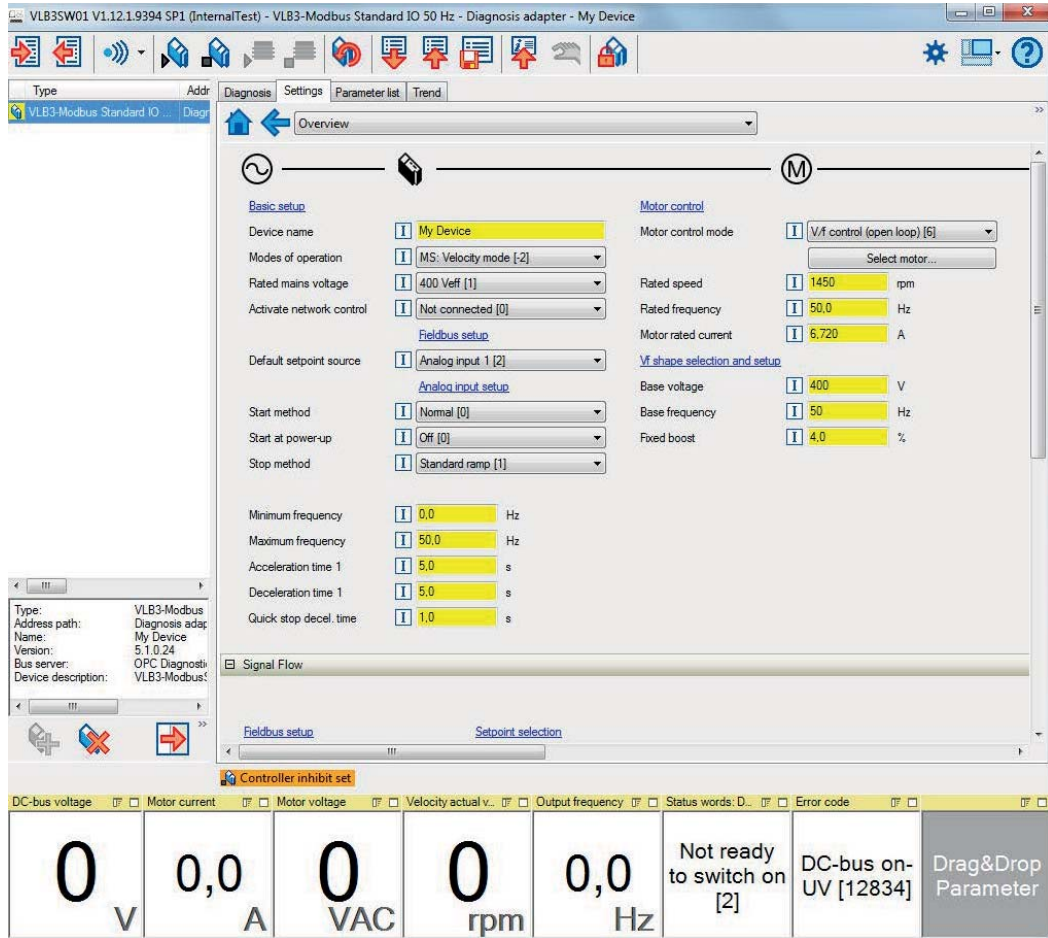 VLB3SW01 V1.12.1.9394 SP1 (InternalTest) - VLB3-Modbus Standard IO 50 Hz - Diagnosis adapter - My Device
Type Addr
VLB3-Modbus Standard IO ... Diagr
Diagnosis Settings Parameter list Trend
Overview
M
Basic setup
Device name I My Device
Modes of operation I MS: Velocity mode [-2]
Rated mains voltage I 400 Veff [1]
Activate network control I Not connected [0]
Fieldbus setup
Default setpoint source I Analog input 1 [2]
Analog input setup
Start method I Normal [0]
Start at power-up I Off [0]
Stop method I Standard ramp [1]
Minimum frequency I 0,0 Hz
Maximum frequency I 50,0 Hz
Acceleration time 1 I 5,0 s
Deceleration time 1 I 5,0 s
Quick stop decel. time I 1,0 s
Motor control
Motor control mode I V/f control (open loop) [6]
Select motor...
Rated speed I 1450 rpm
Rated frequency I 50,0 Hz
Motor rated current I 6,720 A
Vf shape selection and setup
Base voltage I 400 V
Base frequency I 50 Hz
Fixed boost I 4,0 %
Signal Flow
Fieldbus setup Setpoint selection
Type: VLB3-Modbus
Address path: Diagnosis adap
Name: My Device
Version: 5.1.0.24
Bus server: OPC Diagnosti
Device description: VLB3-ModbusS
Controller inhibit set
DC-bus voltage
0
V
Motor current
0,0
A
Motor voltage
0
VAC
Velocity actual v...
0
rpm
Output frequency
0,0
Hz
Status words: D...
Not ready
to switch on
[2]
Error code
DC-bus on-
UV [12834]
Drag&Drop
Parameter